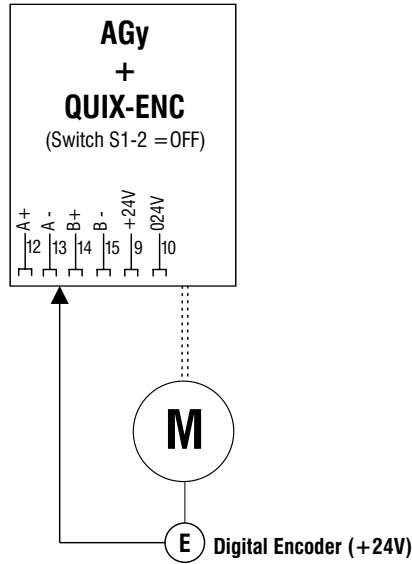 AGy
+
QUIX-ENC
(Switch S1-2 =OFF)
A+ A- B+ B- +24V 024V
12 13 14 15 9 10
M
E Digital Encoder (+24V)